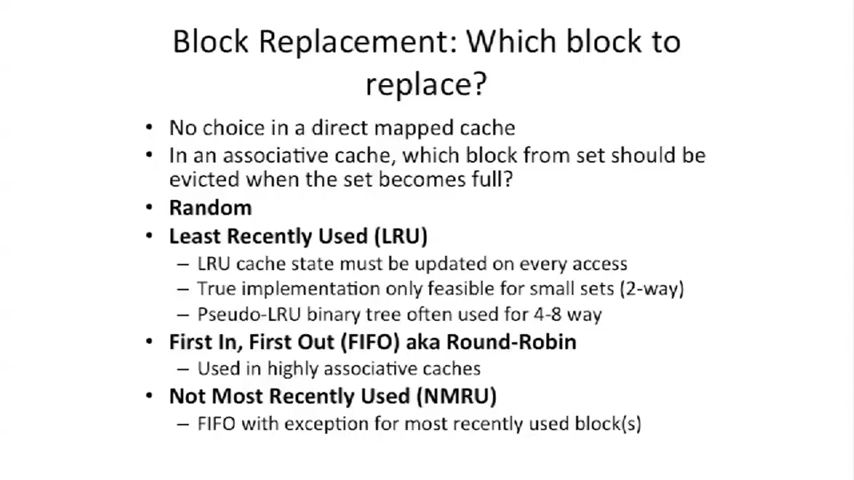 Block Replacement: Which block to
replace?
• No choice in a direct mapped cache
• In an associative cache, which block from set should be
evicted when the set becomes full?
• Random
• Least Recently Used (LRU)
– LRU cache state must be updated on every access
– True implementation only feasible for small sets (2-way)
– Pseudo-LRU binary tree often used for 4-8 way
• First In, First Out (FIFO) aka Round-Robin
– Used in highly associative caches
• Not Most Recently Used (NMRU)
– FIFO with exception for most recently used block(s)